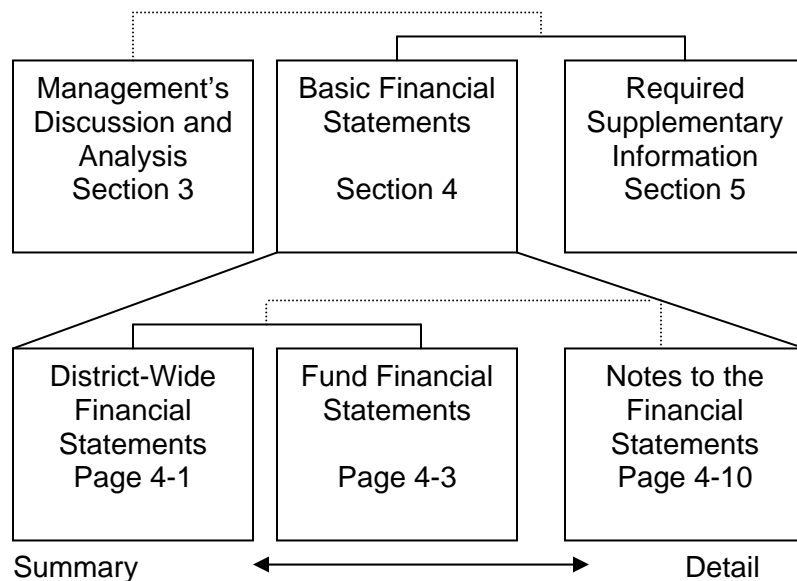 Management’s
Discussion and
Analysis
Section 3
Basic Financial
Statements
Section 4
Required
Supplementary
Information
Section 5
District-Wide
Financial
Statements
Page 4-1
Fund Financial
Statements
Page 4-3
Notes to the
Financial
Statements
Page 4-10
Summary
Detail